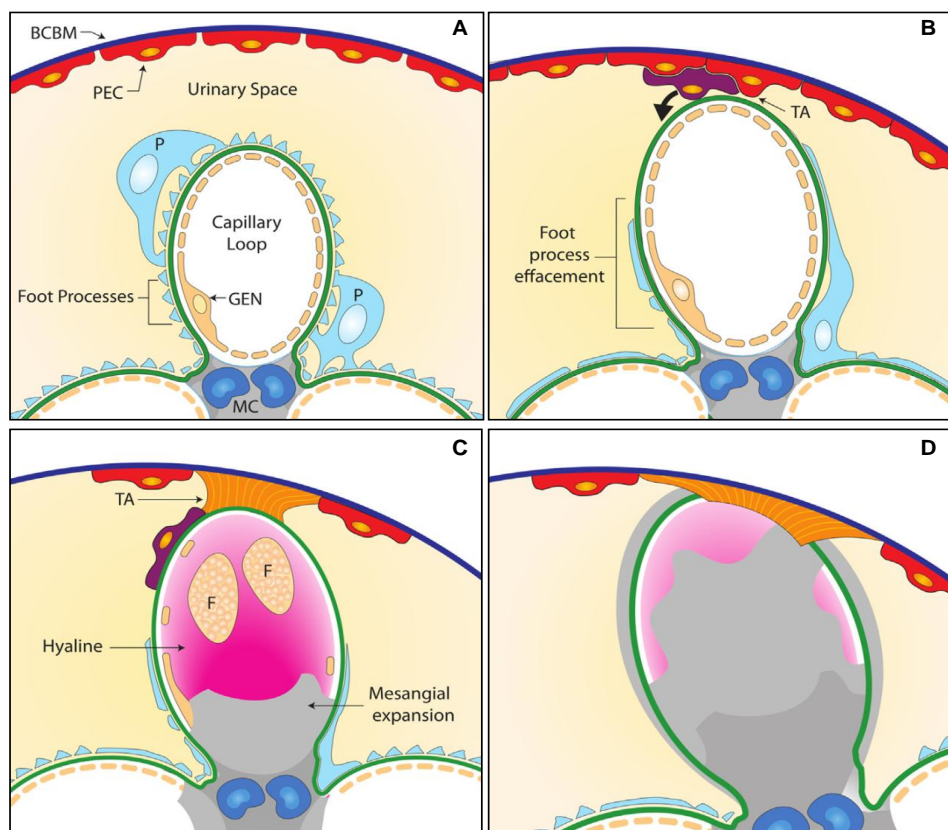 A
BCBM
PEC
Urinary Space
P
Capillary
Loop
Foot Processes
GEN
P
MC
B
TA
Foot
process
effacement
C
TA
F
F
Hyaline
Mesangial
expansion
D